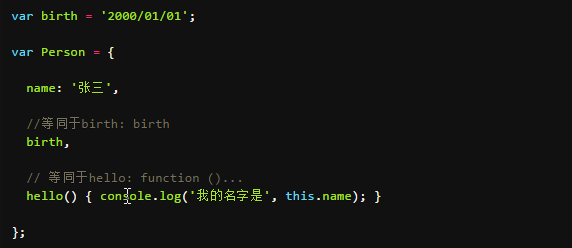 var birth = '2000/01/01';
var Person = {
name: '张三',
//等同于birth: birth
birth,
// 等同于hello: function ()...
hello() { console.log('我的名字是', this.name); }
};